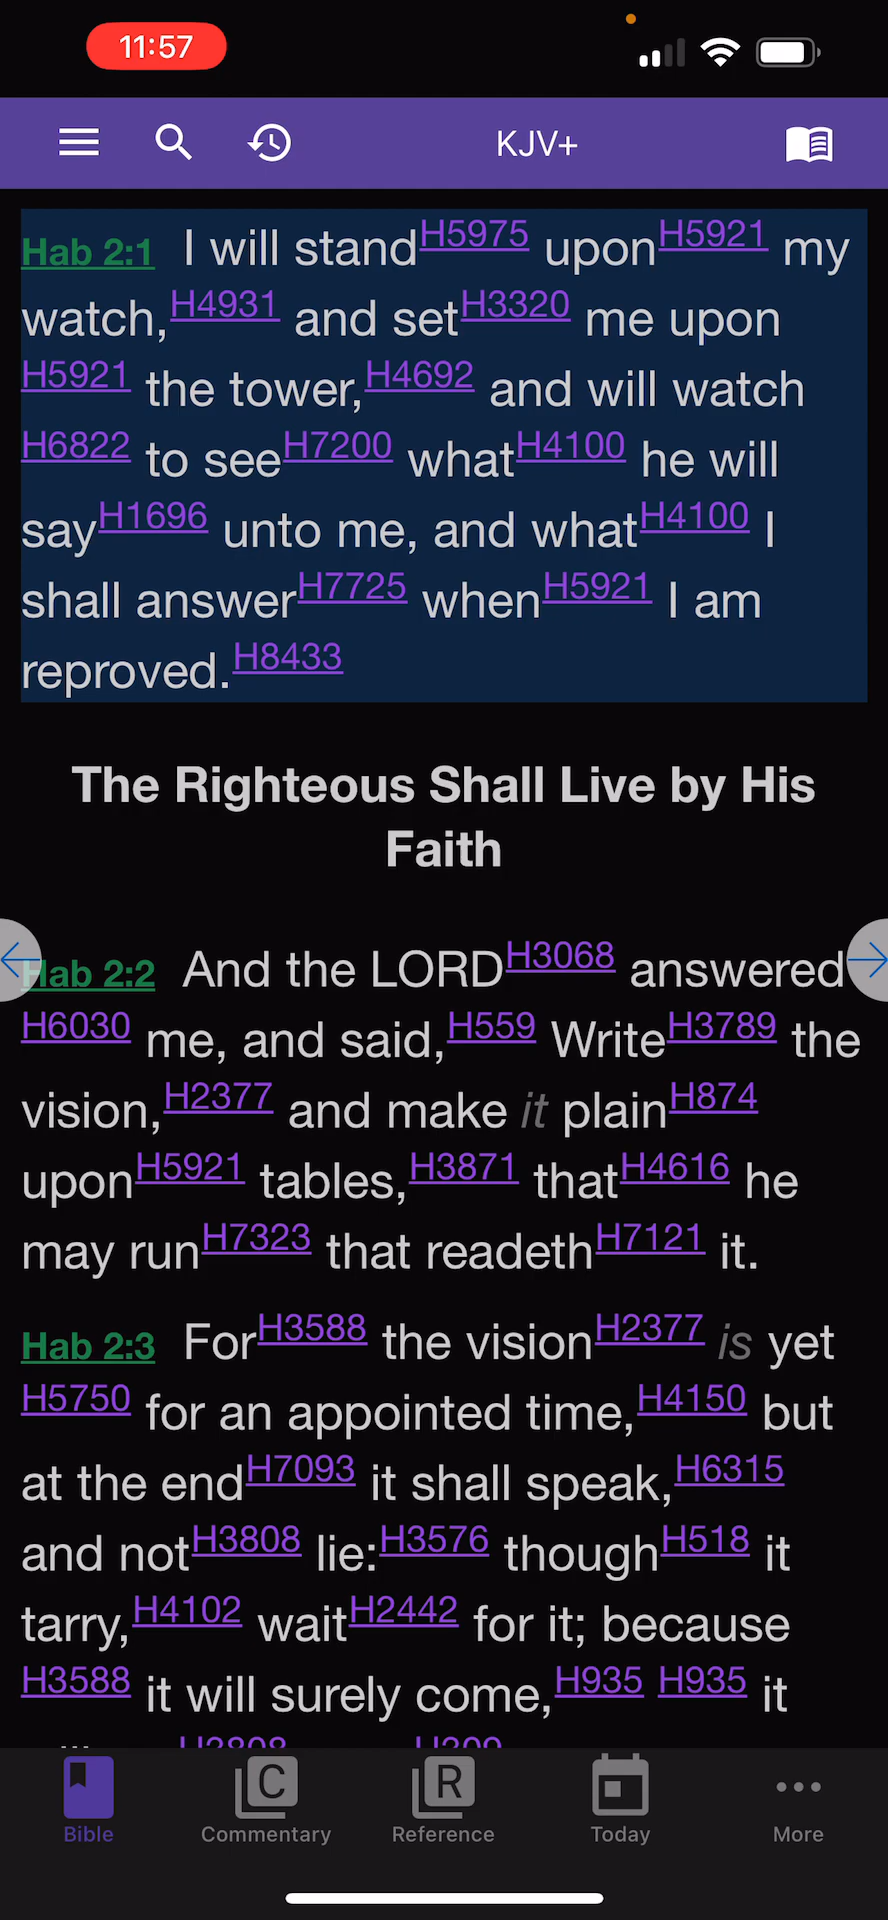 11:57
KJV+
Hab 2:1 I will standH5975 uponH5921 my
watch,H4931 and setH3320 me upon
H5921 the tower,H4692 and will watch
H6822 to seeH7200 whatH4100 he will
sayH1696 unto me, and whatH4100 I
shall answerH7725 whenH5921 I am
reproved.H8433
The Righteous Shall Live by His
Faith
Hab 2:2 And the LORDH3068 answered
H6030 me, and said,H559 WriteH3789 the
vision,H2377 and make it plainH874
uponH5921 tables,H3871 thatH4616 he
may runH7323 that readethH7121 it.
Hab 2:3 ForH3588 the visionH2377 is yet
H5750 for an appointed time,H4150 but
at the endH7093 it shall speak,H6315
and notH3808 lie:H3576 thoughH518 it
tarry,H4102 waitH2442 for it; because
H3588 it will surely come,H935 H935 it
C
R
Bible
Commentary
Reference
Today
More